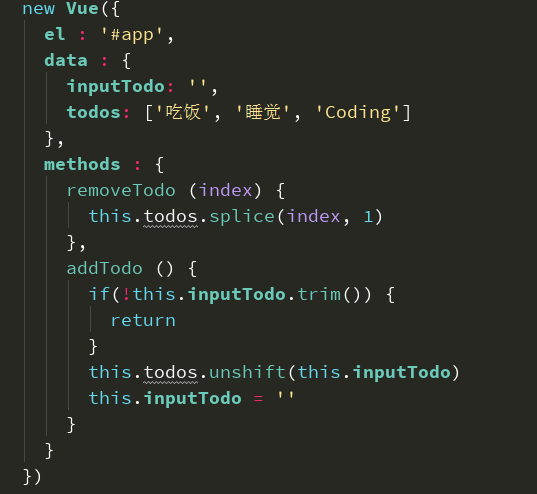 new Vue({
el : '#app',
data : {
inputTodo: '',
todos: ['吃饭', '睡觉', 'Coding']
},
methods : {
removeTodo (index) {
this.todos.splice(index, 1)
},
addTodo () {
if(!this.inputTodo.trim()) {
return
}
this.todos.unshift(this.inputTodo)
this.inputTodo = ''
}
}
})